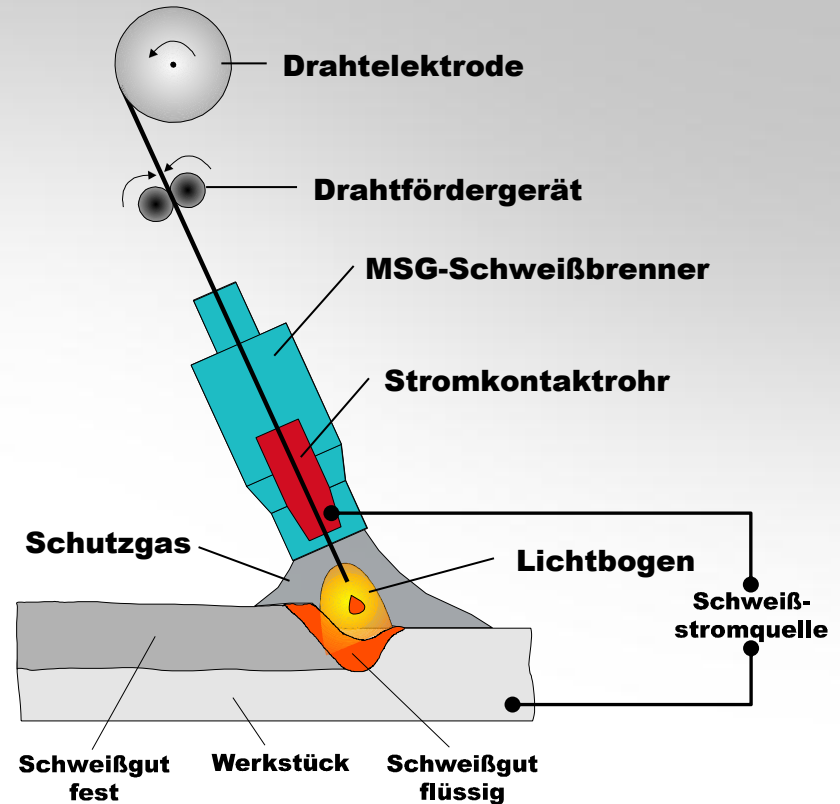 Drahtelektrode
Drahtfördergerät
MSG-Schweißbrenner
Stromkontaktrohr
Schutzgas
Lichtbogen
Schweiß-
stromquelle
Schweißgut
fest
Werkstück
Schweißgut
flüssig